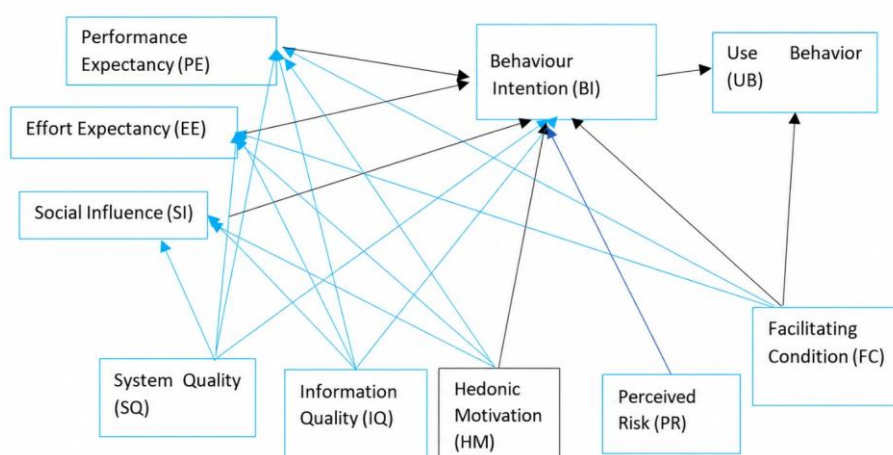 Performance
Expectancy (PE)
Behaviour
Intention (BI)
Use Behavior
(UB)
Effort Expectancy (EE)
Social Influence (SI)
System Quality
(SQ)
Information
Quality (IQ)
Hedonic
Motivation
(HM)
Perceived
Risk (PR)
Facilitating
Condition (FC)